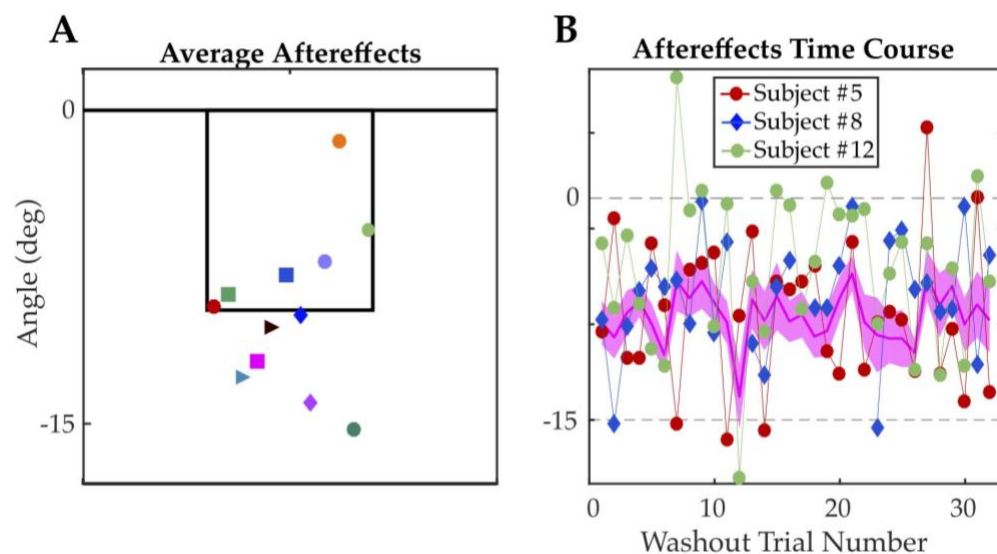 A
Average Aftereffects
0
-15
Angle (deg)
B
Aftereffects Time Course
Subject #5
Subject #8
Subject #12
0
-15
0 10 20 30
Washout Trial Number